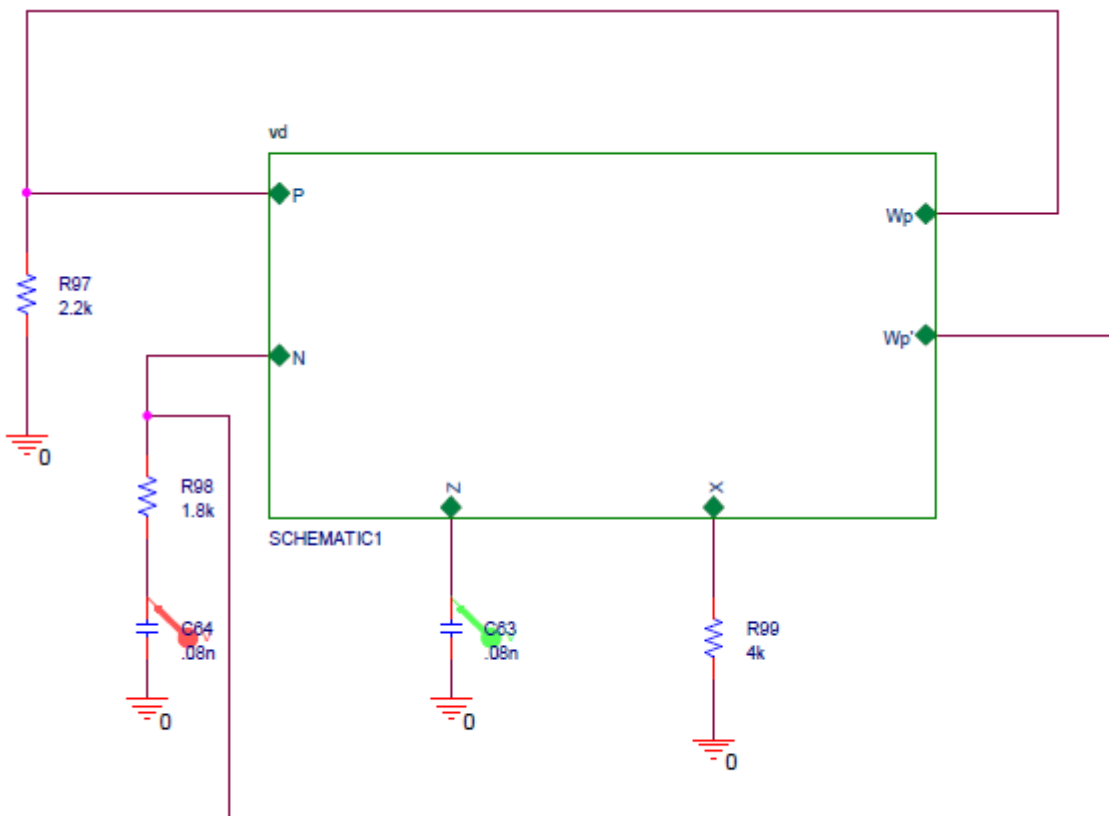 vd
P
Wp
R97
2.2k
Wp'
N
0
R98
1.8k
Z
X
SCHEMATIC1
C64
.08n
C63
.08n
R99
4k
0
0
0